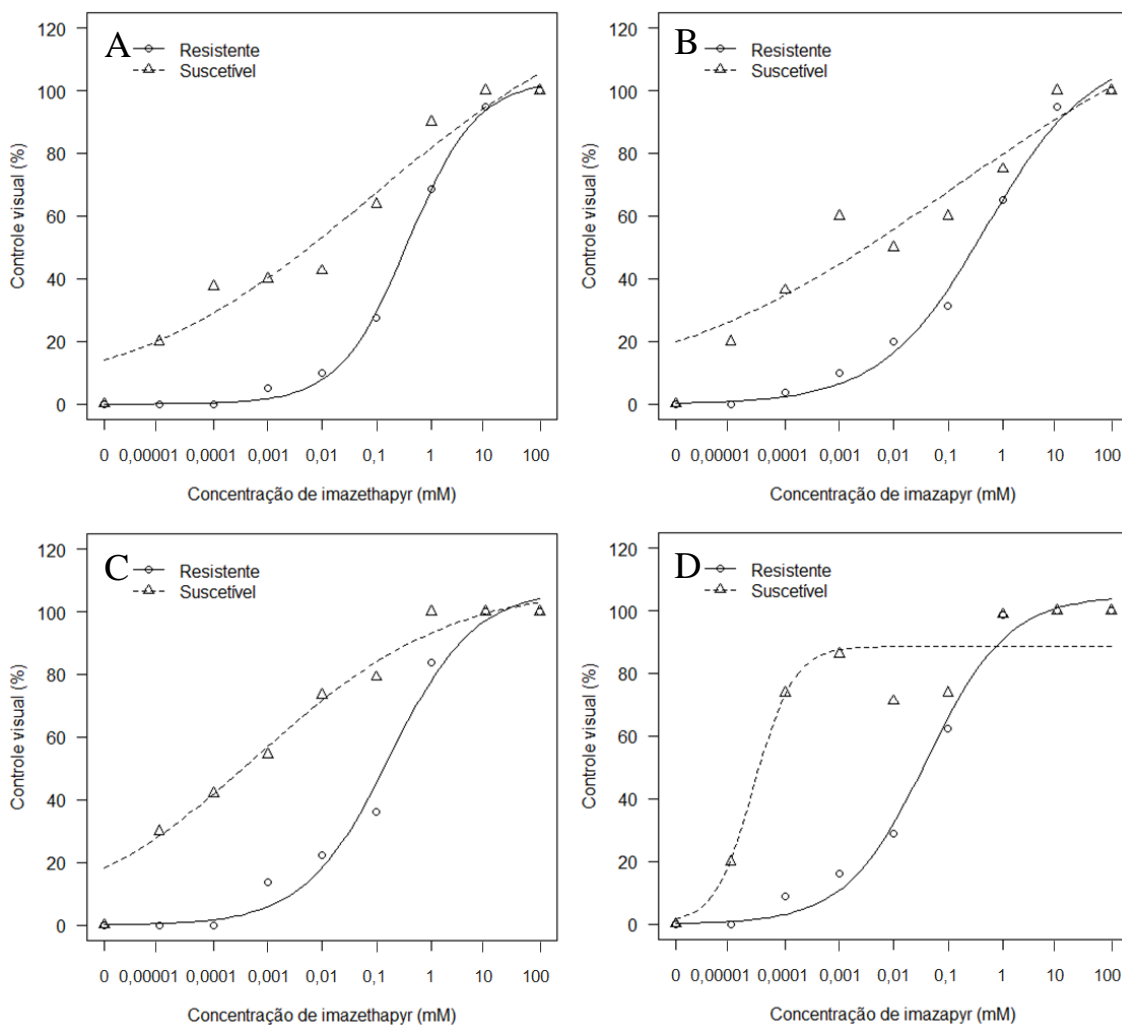 A
Resistente
Suscetível
Controle visual (%)
120
100
80
60
40
20
0
0 0,00001 0,0001 0,001 0,01 0,1 1 10 100
Concentração de imazethapyr (mM)
B
Resistente
Suscetível
Controle visual (%)
120
100
80
60
40
20
0
0 0,00001 0,0001 0,001 0,01 0,1 1 10 100
Concentração de imazapyr (mM)
C
Resistente
Suscetível
Controle visual (%)
120
100
80
60
40
20
0
0 0,00001 0,0001 0,001 0,01 0,1 1 10 100
Concentração de imazethapyr (mM)
D
Resistente
Suscetível
Controle visual (%)
120
100
80
60
40
20
0
0 0,00001 0,0001 0,001 0,01 0,1 1 10 100
Concentração de imazapyr (mM)